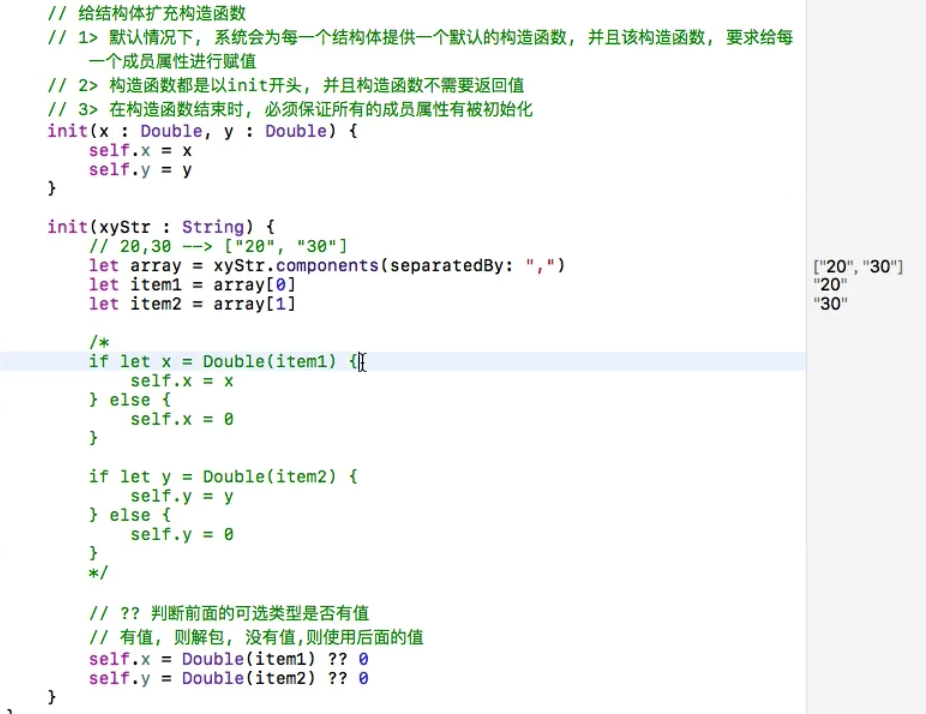 // 给结构体扩充构造函数
// 1> 默认情况下, 系统会为每一个结构体提供一个默认的构造函数, 并且该构造函数, 要求给每
一个成员属性进行赋值
// 2> 构造函数都是以init开头, 并且构造函数不需要返回值
// 3> 在构造函数结束时, 必须保证所有的成员属性有被初始化
init(x : Double, y : Double) {
    self.x = x
    self.y = y
}

init(xyStr : String) {
    // 20,30 --> ["20", "30"]
    let array = xyStr.components(separatedBy: ",")
    let item1 = array[0]
    let item2 = array[1]

    /*
    if let x = Double(item1) {
        self.x = x
    } else {
        self.x = 0
    }

    if let y = Double(item2) {
        self.y = y
    } else {
        self.y = 0
    }
    */

    // ?? 判断前面的可选类型是否有值
    // 有值, 则解包, 没有值,则使用后面的值
    self.x = Double(item1) ?? 0
    self.y = Double(item2) ?? 0
}
["20", "30"]
"20"
"30"